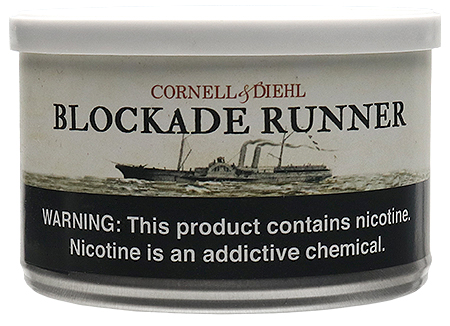 CORNELL & DIEHL
BLOCKADE RUNNER
WARNING: This product contains nicotine.
Nicotine is an addictive chemical.